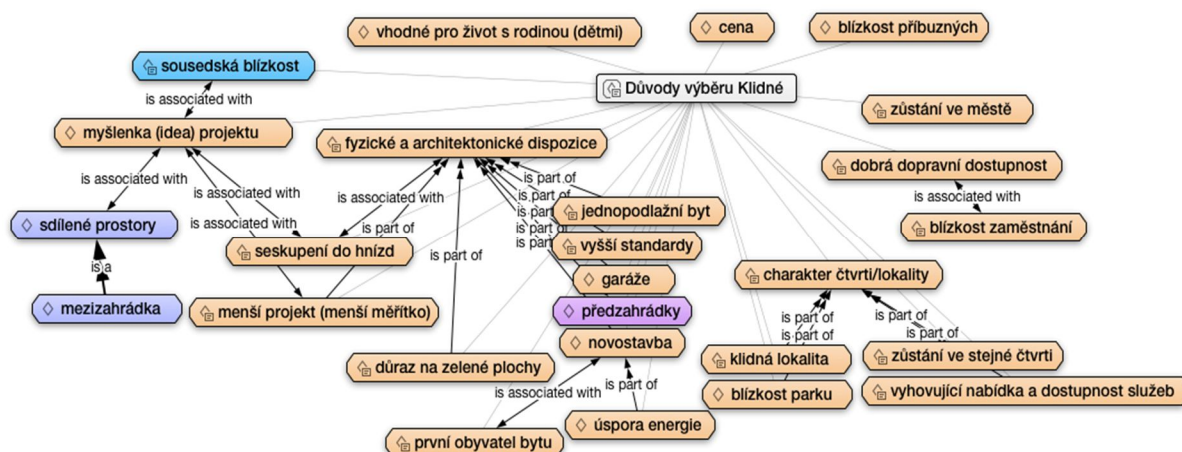 vhodné pro život s rodinou (dětmi)
cena
blízkost příbuzných
sousedská blízkost
Důvody výběru Klidné
is associated with
zůstání ve městě
myšlenka (idea) projektu
fyzické a architektonické dispozice
dobrá dopravní dostupnost
is associated with
is associated with
is part of
is associated with
is associated with
sdílené prostory
is associated with
is part of
jednopodlažní byt
is part of
is part of
blízkost zaměstnání
seskupení do hnízd
is part of
is part of
vyšší standardy
is a
garáže
charakter čtvrti/lokality
mezizahrádka
menší projekt (menší měřítko)
předzahrádky
is part of
is part of
is part of
is part of
novostavba
klidná lokalita
zůstání ve stejné čtvrti
důraz na zelené plochy
is associated with
is part of
blízkost parku
vyhovující nabídka a dostupnost služeb
úspora energie
první obyvatel bytu